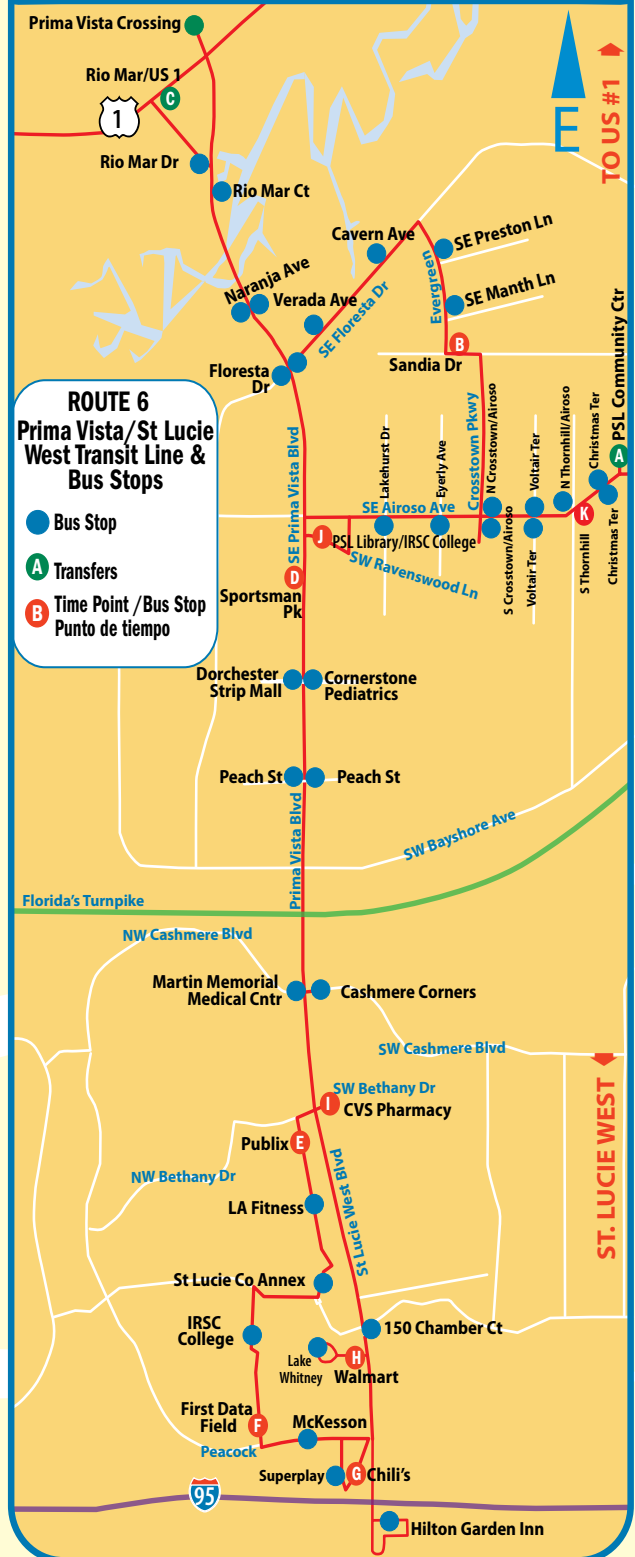 Prima Vista Crossing
Rio Mar/US 1
C
1
E
TO US #1
Rio Mar Dr
Rio Mar Ct
Cavern Ave
SE Preston Ln
Evergreen
SE Manth Ln
Naranja Ave
Verada Ave
SE Floresta Dr
B
Sandia Dr
Floresta
Dr
ROUTE 6
Prima Vista/St Lucie
West Transit Line &
Bus Stops
Bus Stop
A Transfers
B Time Point /Bus Stop
Punto de tiempo
SE Prima Vista Blvd
Lakehurst Dr
Eyerly Ave
Crosstown Pkwy
N Crosstown/Airoso
Voltair Ter
N Thornhill/Airoso
Christmas Ter
PSL Community Ctr
A
SE Airoso Ave
K
J
PSL Library/IRSC College
S Crosstown/Airoso
Voltair Ter
S Thornhill
Christmas Ter
SW Ravenswood Ln
D
Sportsman
Pk
Dorchester
Strip Mall
Cornerstone
Pediatrics
Peach St
Peach St
Prima Vista Blvd
SW Bayshore Ave
Florida's Turnpike
NW Cashmere Blvd
Martin Memorial
Medical Cntr
Cashmere Corners
SW Cashmere Blvd
ST. LUCIE WEST
SW Bethany Dr
I
CVS Pharmacy
Publix
E
St Lucie West Blvd
NW Bethany Dr
LA Fitness
St Lucie Co Annex
IRSC
College
150 Chamber Ct
Lake
Whitney
H
Walmart
First Data
Field
F
McKesson
Peacock
Superplay
G
Chili's
95
Hilton Garden Inn